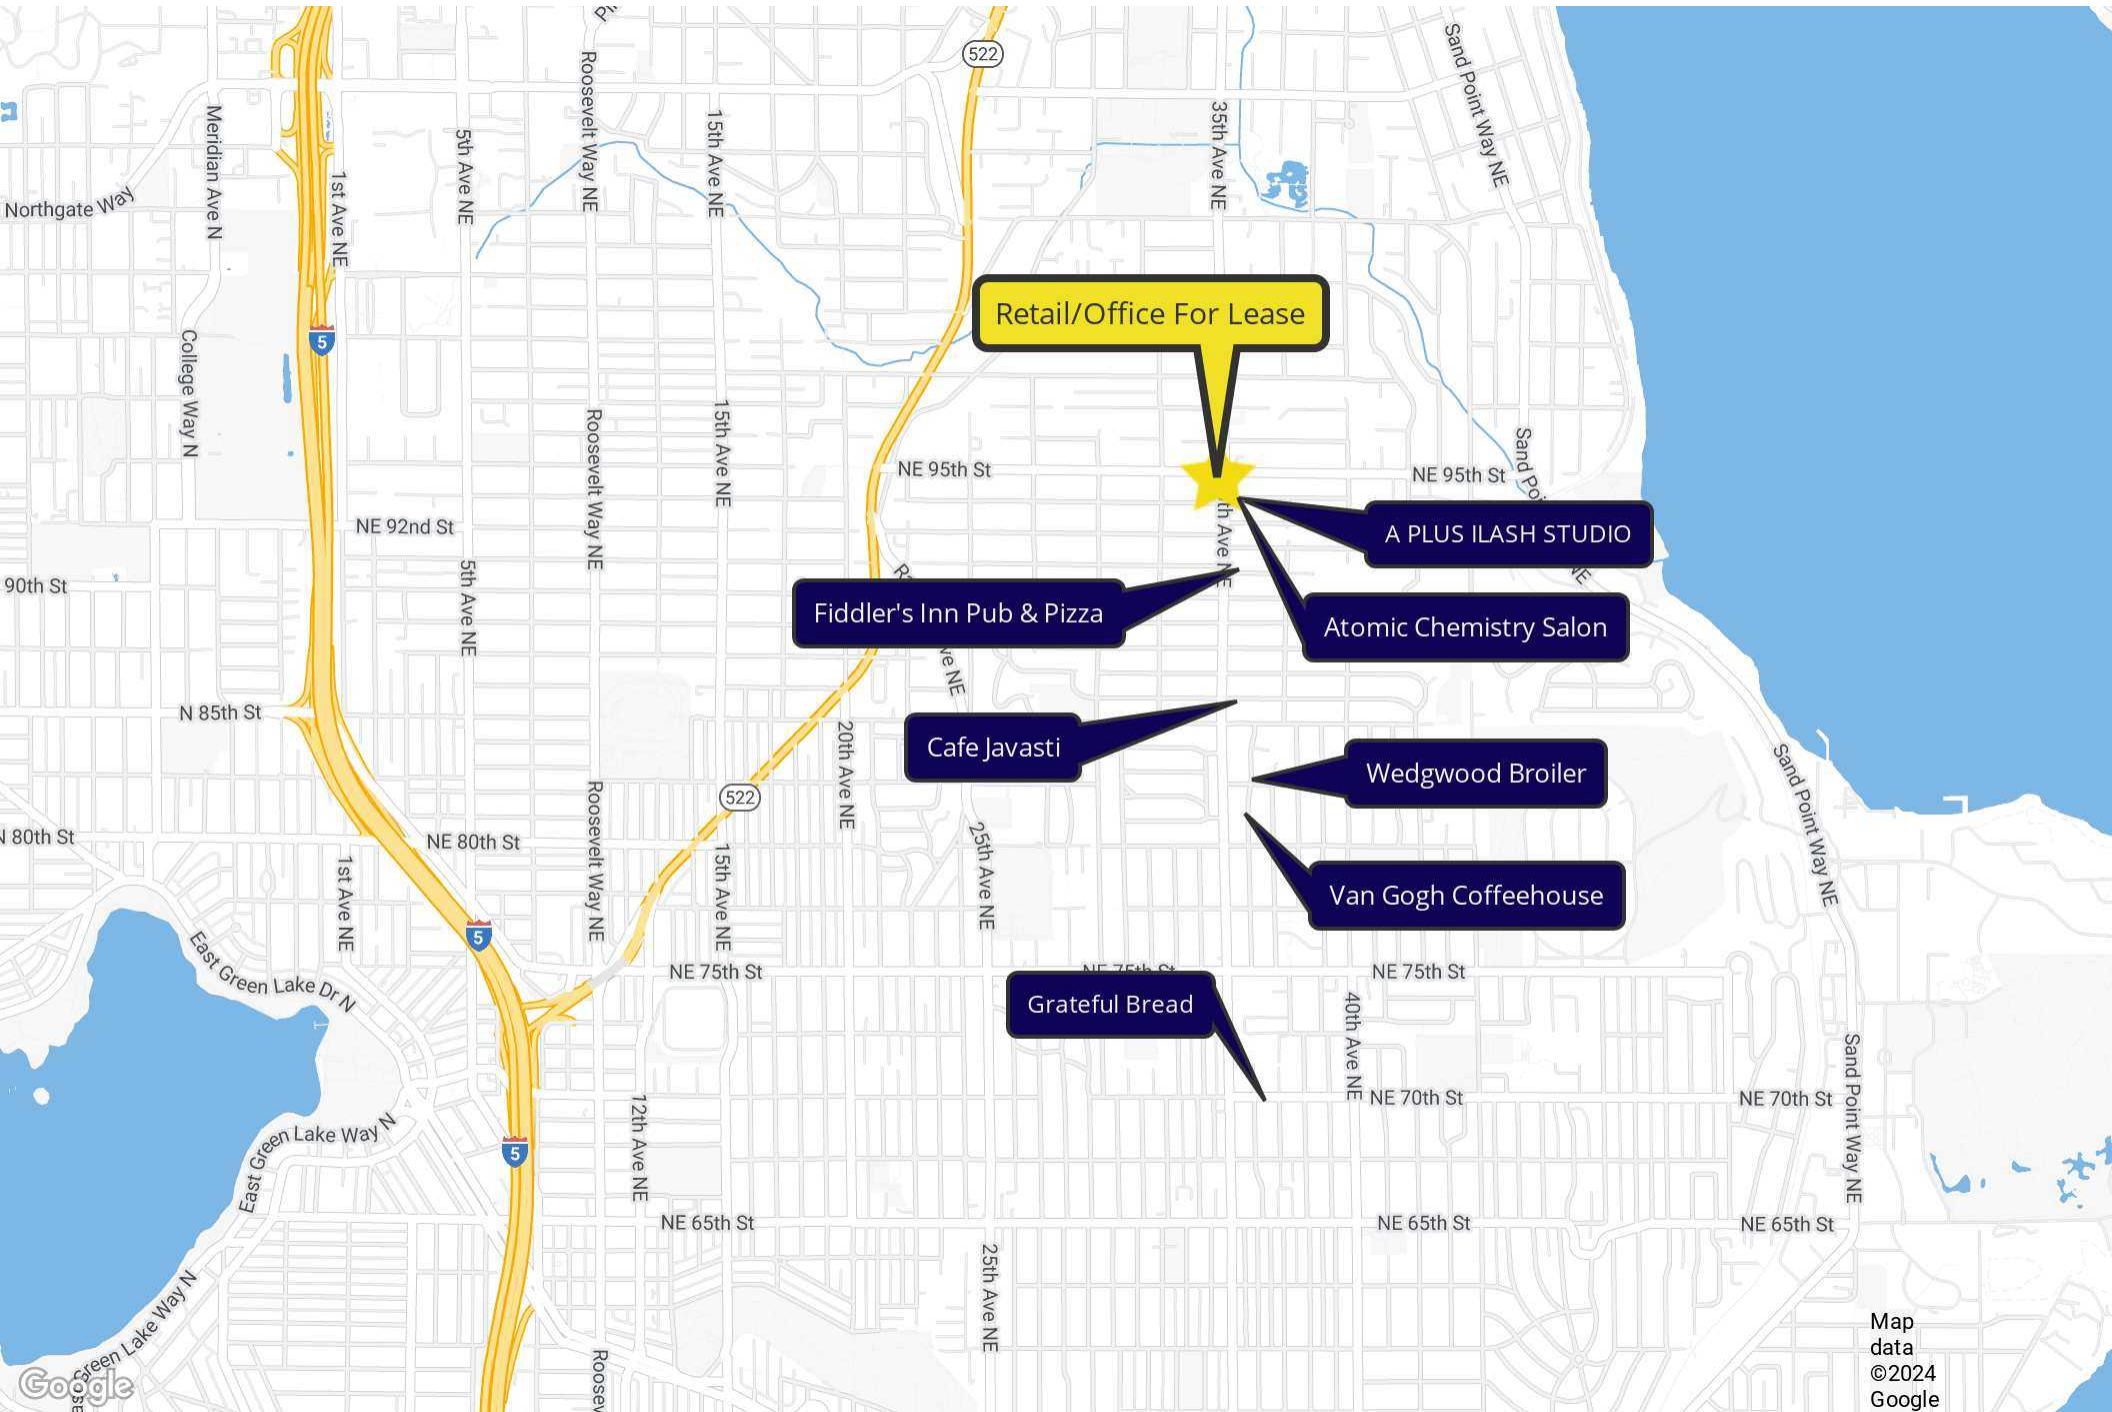 522
Sand Point Way NE
Roosevelt Way NE
Meridian Ave N
15th Ave NE
35th Ave NE
5th Ave NE
1st Ave NE
Northgate Way
Retail/Office For Lease
5
College Way N
Roosevelt Way NE
15th Ave NE
NE 95th St
NE 95th St
NE 92nd St
A PLUS ILASH STUDIO
5th Ave NE
90th St
Fiddler's Inn Pub & Pizza
Atomic Chemistry Salon
N 85th St
Cafe Javasti
20th Ave NE
Wedgwood Broiler
Sand Point Way NE
522
Roosevelt Way NE
N 80th St
NE 80th St
25th Ave NE
15th Ave NE
1st Ave NE
Van Gogh Coffeehouse
5
East Green Lake Dr N
NE 75th St
NE 75th St
NE 75th St
Grateful Bread
40th Ave NE
Sand Point Way NE
12th Ave NE
NE 70th St
NE 70th St
East Green Lake Way N
5
NE 65th St
NE 65th St
NE 65th St
25th Ave NE
Green Lake Way N
Map
data
©2024
Google
Google